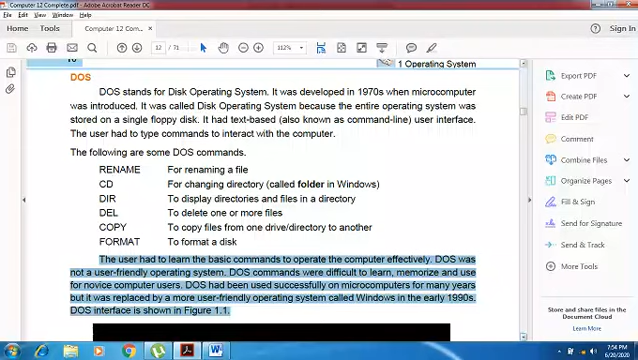 Computer 12 Complete.pdf - Adobe Acrobat Reader DC
File Edit View Window Help
Home Tools Computer 12 Com... × Sign In
12 / 71 112%
10 1 Operating System
DOS
DOS stands for Disk Operating System. It was developed in 1970s when microcomputer
was introduced. It was called Disk Operating System because the entire operating system was
stored on a single floppy disk. It had text-based (also known as command-line) user interface.
The user had to type commands to interact with the computer.
The following are some DOS commands.
RENAME For renaming a file
CD For changing directory (called folder in Windows)
DIR To display directories and files in a directory
DEL To delete one or more files
COPY To copy files from one drive/directory to another
FORMAT To format a disk
The user had to learn the basic commands to operate the computer effectively. DOS was
not a user-friendly operating system. DOS commands were difficult to learn, memorize and use
for novice computer users. DOS had been used successfully on microcomputers for many years
but it was replaced by a more user-friendly operating system called Windows in the early 1990s.
DOS interface is shown in Figure 1.1.
Export PDF
Create PDF
Edit PDF
Comment
Combine Files
Organize Pages
Fill & Sign
Send for Signature
Send & Track
More Tools
Store and share files in the
Document Cloud
Learn More
7:54 PM
6/28/2020